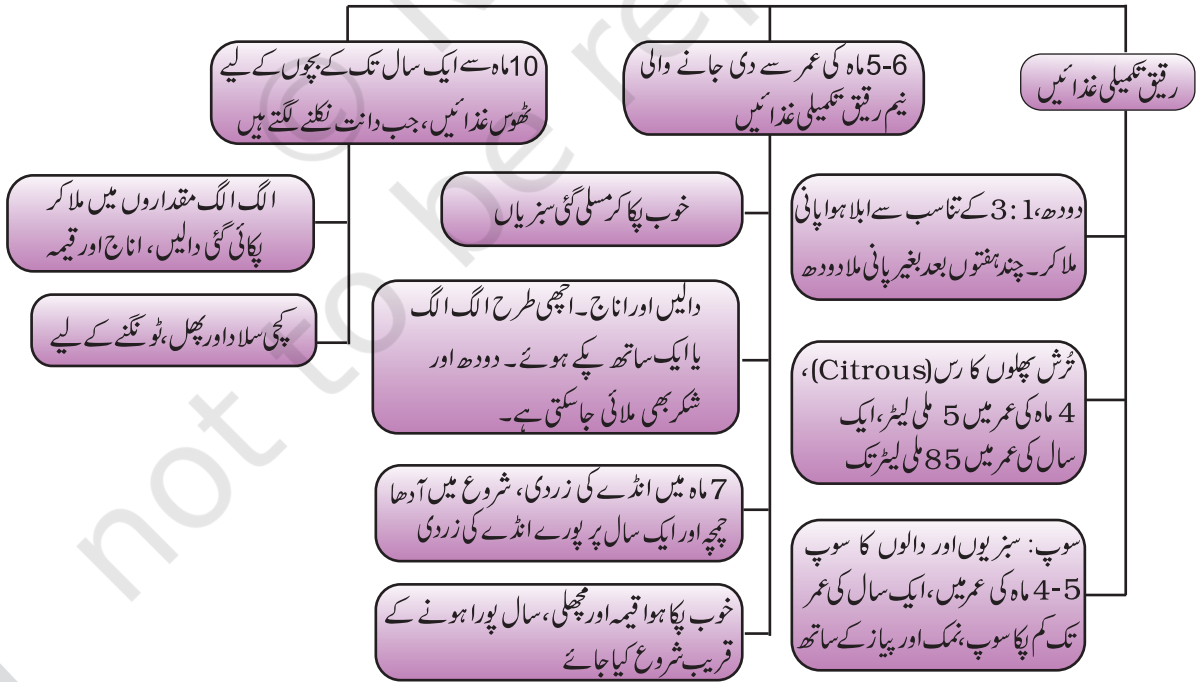 رقیق تکمیلی غذائیں
دودھ، 3:1 کے تناسب سے ابلا ہوا پانی
ملا کر۔ چند ہفتوں بعد بغیر پانی ملا دودھ
تُرش پھلوں کا رس (Citrous)،
4 ماہ کی عمر میں 5 ملی لیٹر، ایک
سال کی عمر میں 85 ملی لیٹر تک
سوپ: سبزیوں اور دالوں کا سوپ
4-5 ماہ کی عمر میں، ایک سال کی عمر
تک کم پکا سوپ، نمک اور پیاز کے ساتھ
5-6 ماہ کی عمر سے دی جانے والی
نیم رقیق تکمیلی غذائیں
خوب پکا کر مسلی گئی سبزیاں
دالیں اور اناج۔ اچھی طرح الگ الگ
یا ایک ساتھ پکے ہوئے۔ دودھ اور
شکر بھی ملائی جاسکتی ہے۔
7 ماہ میں انڈے کی زردی، شروع میں آدھا
چمچہ اور ایک سال پر پورے انڈے کی زردی
خوب پکا ہوا قیمہ اور مچھلی، سال پورا ہونے کے
قریب شروع کیا جائے
10 ماہ سے ایک سال تک کے بچوں کے لیے
ٹھوس غذائیں، جب دانت نکلنے لگتے ہیں
الگ الگ مقداروں میں ملا کر
پکائی گئی دالیں، اناج اور قیمہ
کچی سلاد اور پھل، ٹونگنے کے لیے
not to be re